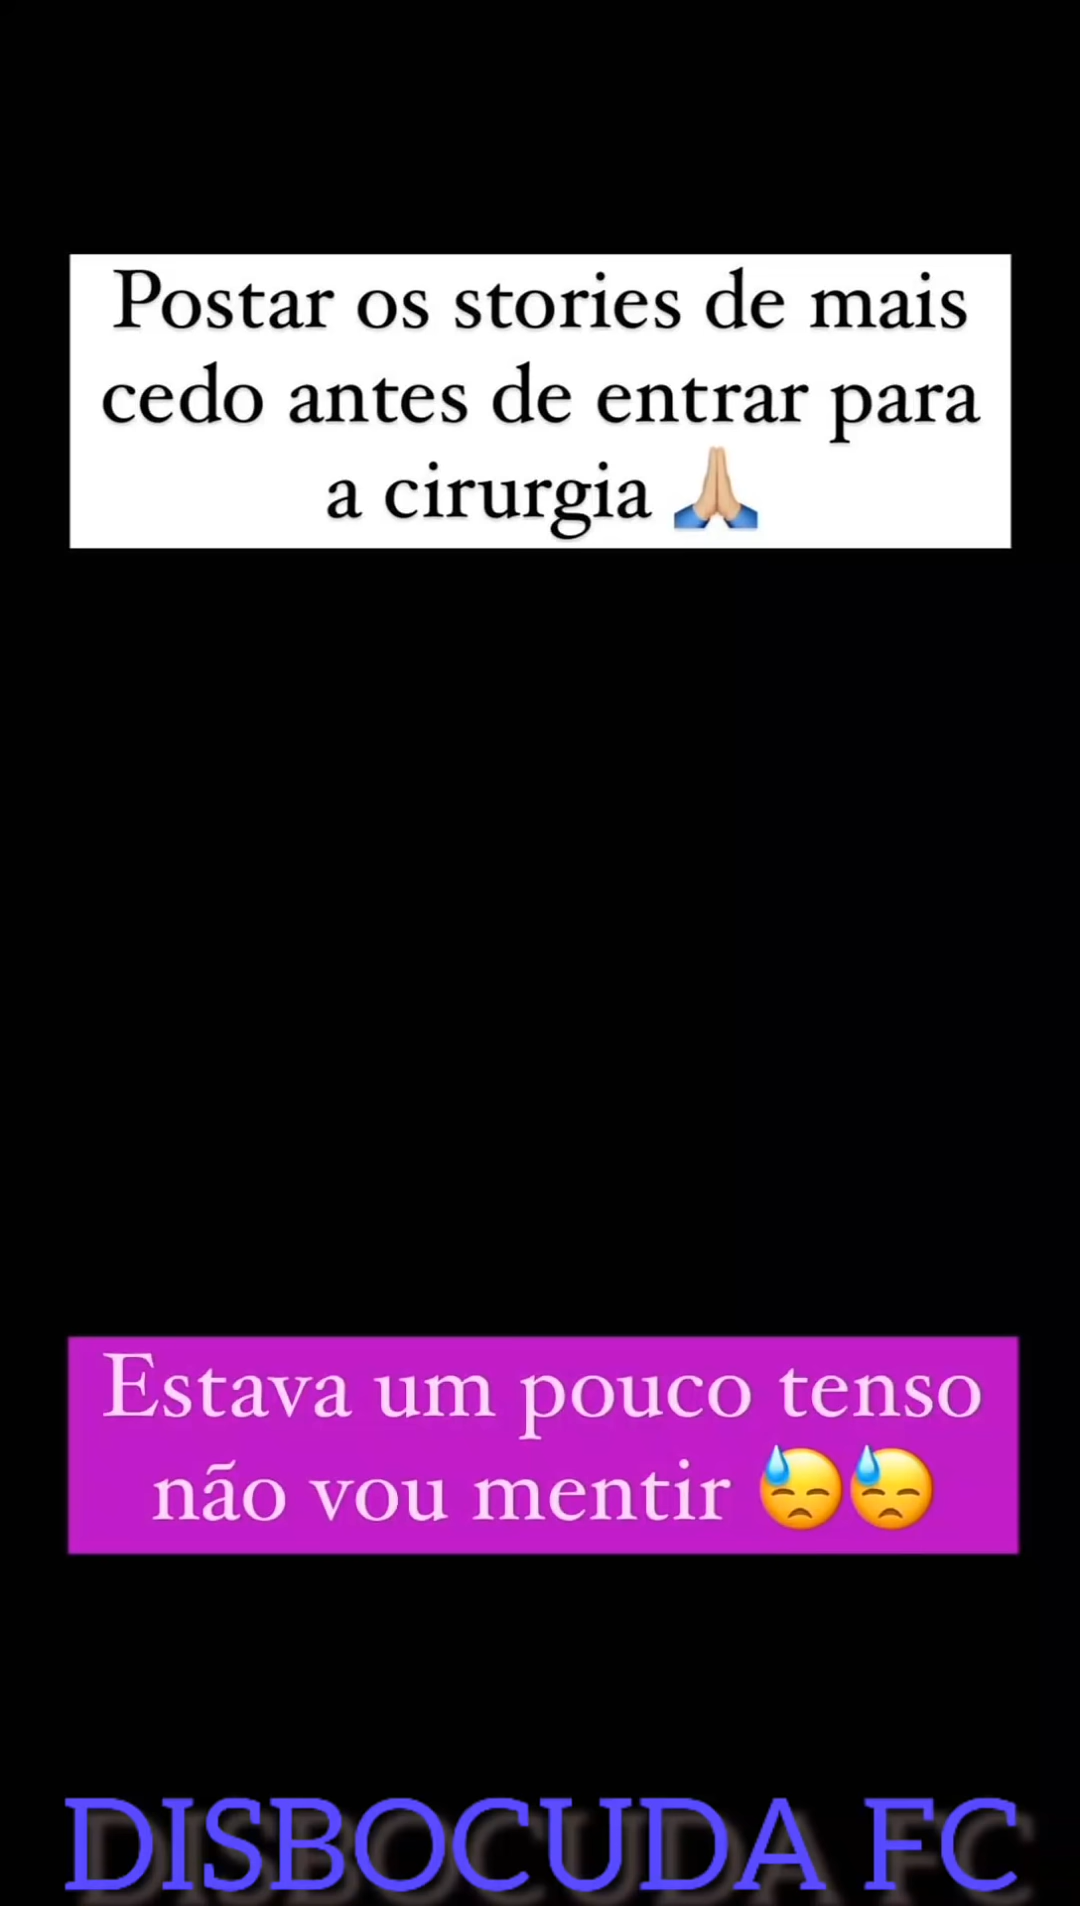 Postar os stories de mais
cedo antes de entrar para
a cirurgia 🙏🏼
Estava um pouco tenso
não vou mentir 😓😓
DISBOCUDA FC